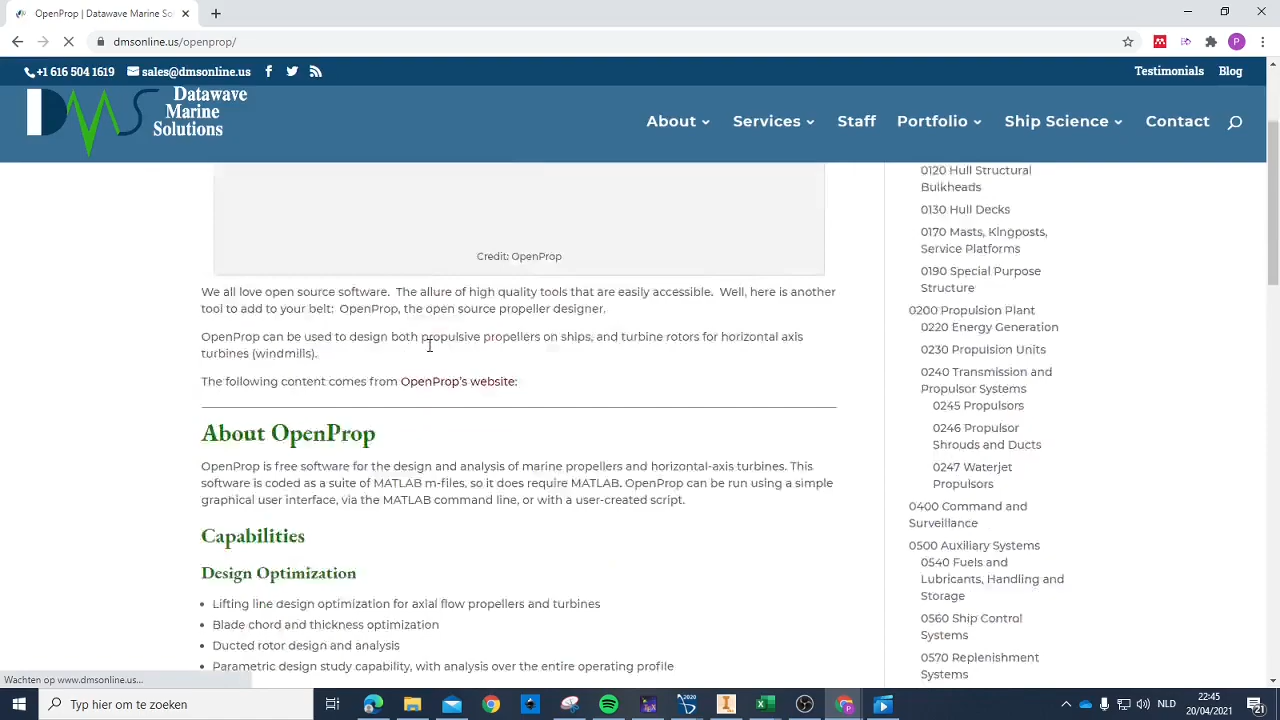 OpenProp | Datawave Marine So
dmsonline.us/openprop/
+1 616 504 1619
sales@dmsonline.us
Testimonials
Blog
DMS
Datawave
Marine
Solutions
About
Services
Staff
Portfolio
Ship Science
Contact
Credit: OpenProp
We all love open source software. The allure of high quality tools that are easily accessible. Well, here is another
tool to add to your belt: OpenProp, the open source propeller designer.
OpenProp can be used to design both propulsive propellers on ships, and turbine rotors for horizontal axis
turbines (windmills).
The following content comes from OpenProp's website:
About OpenProp
OpenProp is free software for the design and analysis of marine propellers and horizontal-axis turbines. This
software is coded as a suite of MATLAB m-files, so it does require MATLAB. OpenProp can be run using a simple
graphical user interface, via the MATLAB command line, or with a user-created script.
Capabilities
Design Optimization
• Lifting line design optimization for axial flow propellers and turbines
• Blade chord and thickness optimization
• Ducted rotor design and analysis
• Parametric design study capability, with analysis over the entire operating profile
0120 Hull Structural
Bulkheads
0130 Hull Decks
0170 Masts, Kingposts,
Service Platforms
0190 Special Purpose
Structure
0200 Propulsion Plant
0220 Energy Generation
0230 Propulsion Units
0240 Transmission and
Propulsor Systems
0245 Propulsors
0246 Propulsor
Shrouds and Ducts
0247 Waterjet
Propulsors
0400 Command and
Surveillance
0500 Auxiliary Systems
0540 Fuels and
Lubricants, Handling and
Storage
0560 Ship Control
Systems
0570 Replenishment
Systems
Wachten op www.dmsonline.us...
Typ hier om te zoeken
NLD
22:45
20/04/2021